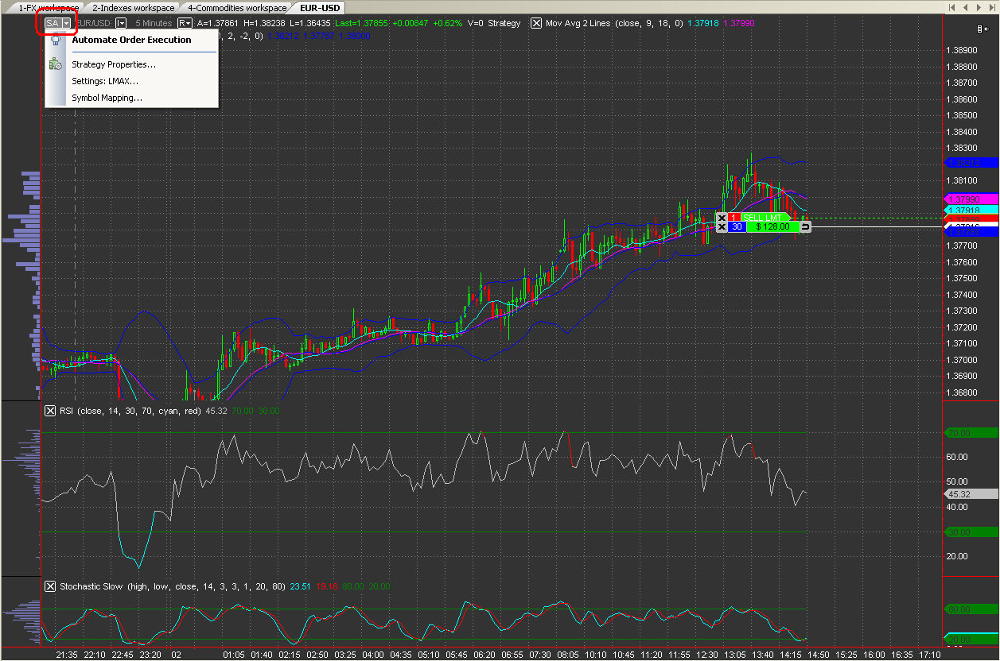 1-FX workspace 2-Indexes workspace 4-Commodities workspace EUR-USD
SA EUR/USD I 5 Minutes R A=1.37861 H=1.38238 L=1.36435 Last=1.37855 +0.00847 +0.62% V=0 Strategy Mov Avg 2 Lines (close, 9, 18, 0) 1.37918 1.37990
0, 2, -2, 0) 1.38212 1.37767 1.38000
Automate Order Execution
Strategy Properties...
Settings: LMAX...
Symbol Mapping...
1.38900
1.38800
1.38700
1.38600
1.38500
1.38400
1.38300
1.38212
1.38100
1.37990
1.37918
1 SELL LMT
30 $ 128.00
1.37700
1.37600
1.37500
1.37400
1.37300
1.37200
1.37100
1.37000
1.36900
1.36800
RSI (close, 14, 30, 70, cyan, red) 45.32 70.00 30.00
70.00
60.00
50.00
45.32
40.00
30.00
20.00
Stochastic Slow (high, low, close, 14, 3, 3, 1, 20, 80) 23.51 19.16 80.00 20.00
80.00
20.00
21:35 22:10 22:45 23:20 02 01:05 01:40 02:15 02:50 03:25 04:00 04:35 05:10 05:45 06:20 06:55 07:30 08:05 10:10 10:45 11:20 11:55 12:30 13:05 13:40 14:15 14:50 15:25 16:00 16:35 17:10